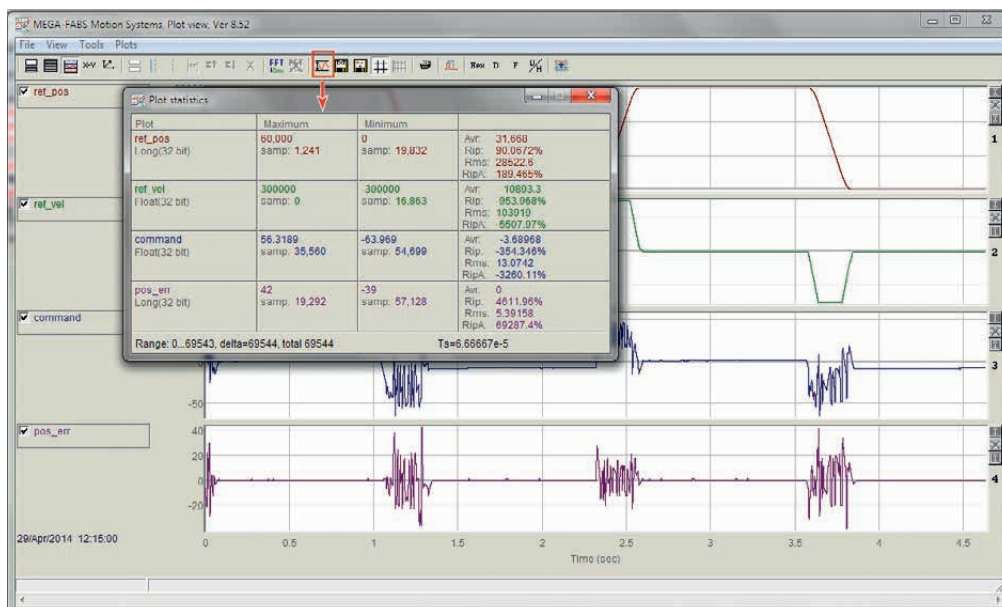 MEGA-FABS Motion Systems, Plot view, Ver 8.52
File View Tools Plots
X-Y FFT D F
ref_pos
1
ref_vel
2
command
3
-50
pos_err
40
20
0
-20
4
Plot statistics
Plot Maximum Minimum
ref_pos 60,000 0 Avr: 31,668
Long(32 bit) samp: 1,241 samp: 19,832 Rip: 90.0672%
Rms: 28522.6
RipA: 189.465%
ref_vel 300000 300000 Avr: 10893.3
Float(32 bit) samp: 0 samp: 16,863 Rip: 953.968%
Rms: 103910
RipA: 5507.97%
command 56.3189 -63.969 Avr: -3.68968
Float(32 bit) samp: 35,560 samp: 54,699 Rip: -354.346%
Rms: 13.0742
RipA: -3260.11%
pos_err 42 -39 Avr: 0
Long(32 bit) samp: 19,292 samp: 57,128 Rip: 4611.96%
Rms: 5.39158
RipA: 69287.4%
Range: 0...69543, delta=69544, total 69544 Ts=6.66667e-5
29/Apr/2014 12:15:00
0 0.5 1 1.5 2 2.5 3 3.5 4 4.5
Time (sec)